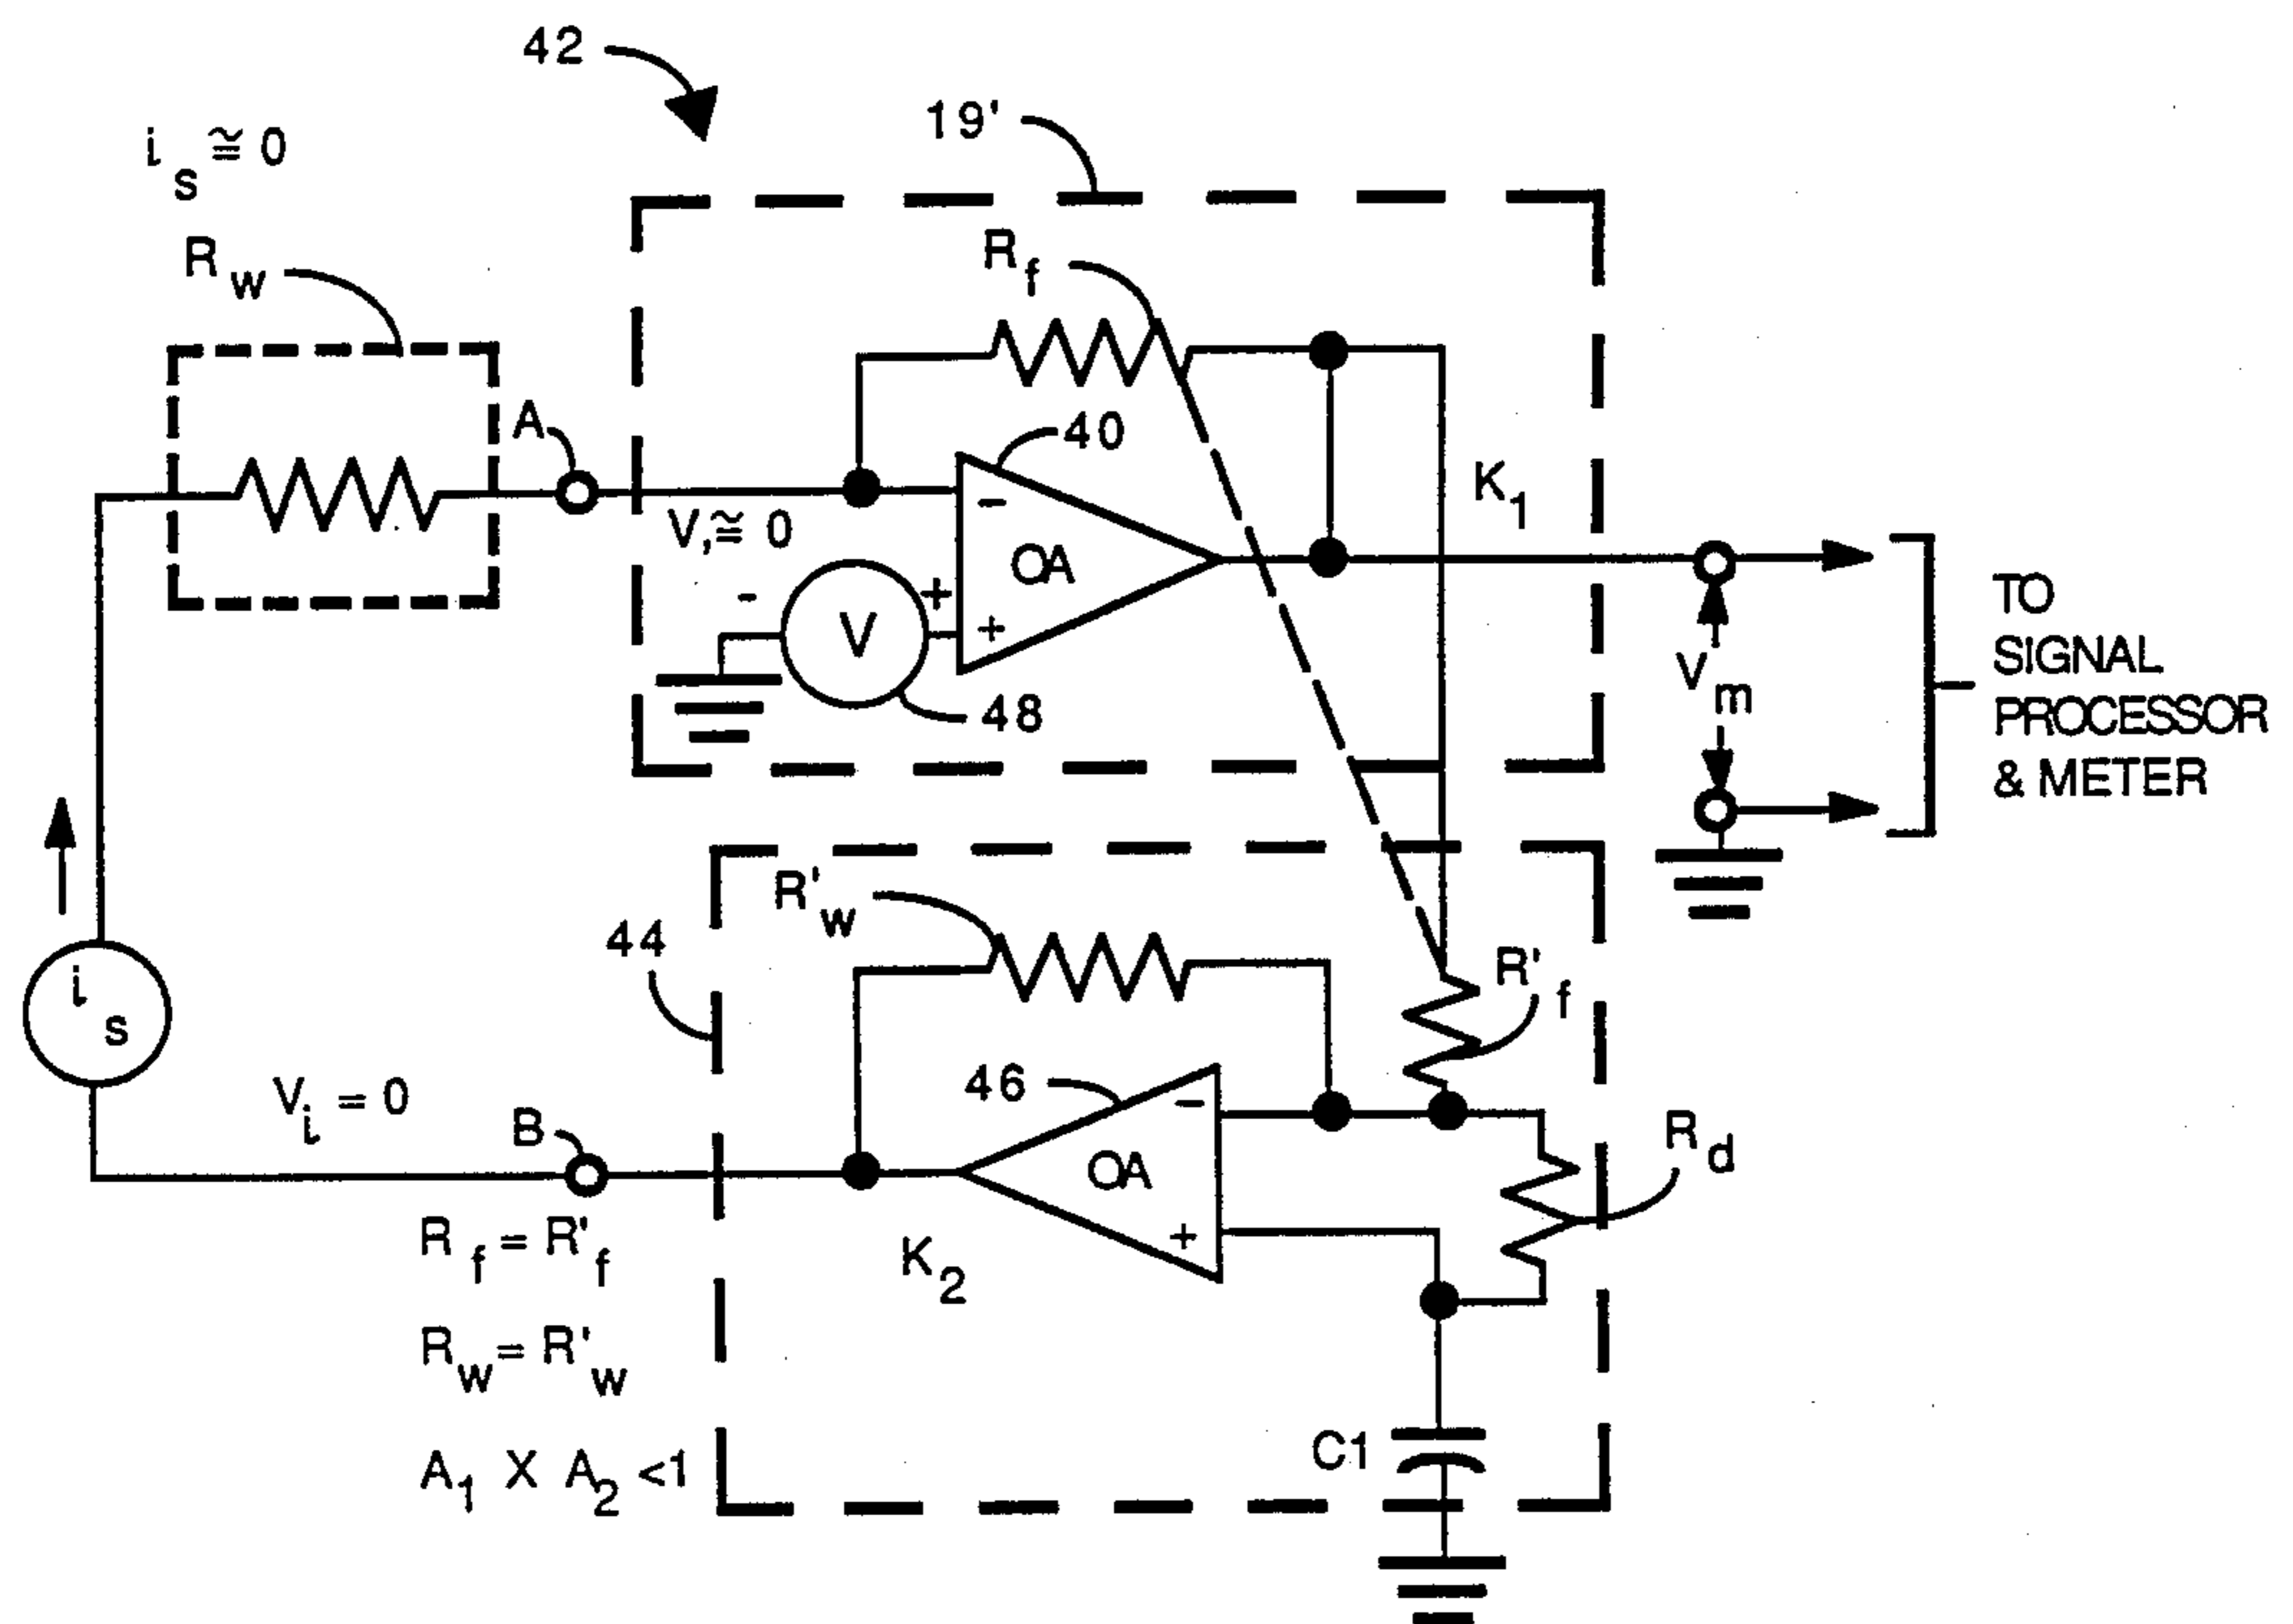 42
19'
i s ≅ 0
R w
R f
A
40
K 1
V, ≅ 0
-
OA
-
+
V
+
48
V m
TO
SIGNAL
PROCESSOR
& METER
R' w
44
R' f
i s
46
V i = 0
B
-
OA
+
R d
K 2
R f = R' f
R w = R' w
A 1 X A 2 <1
C1